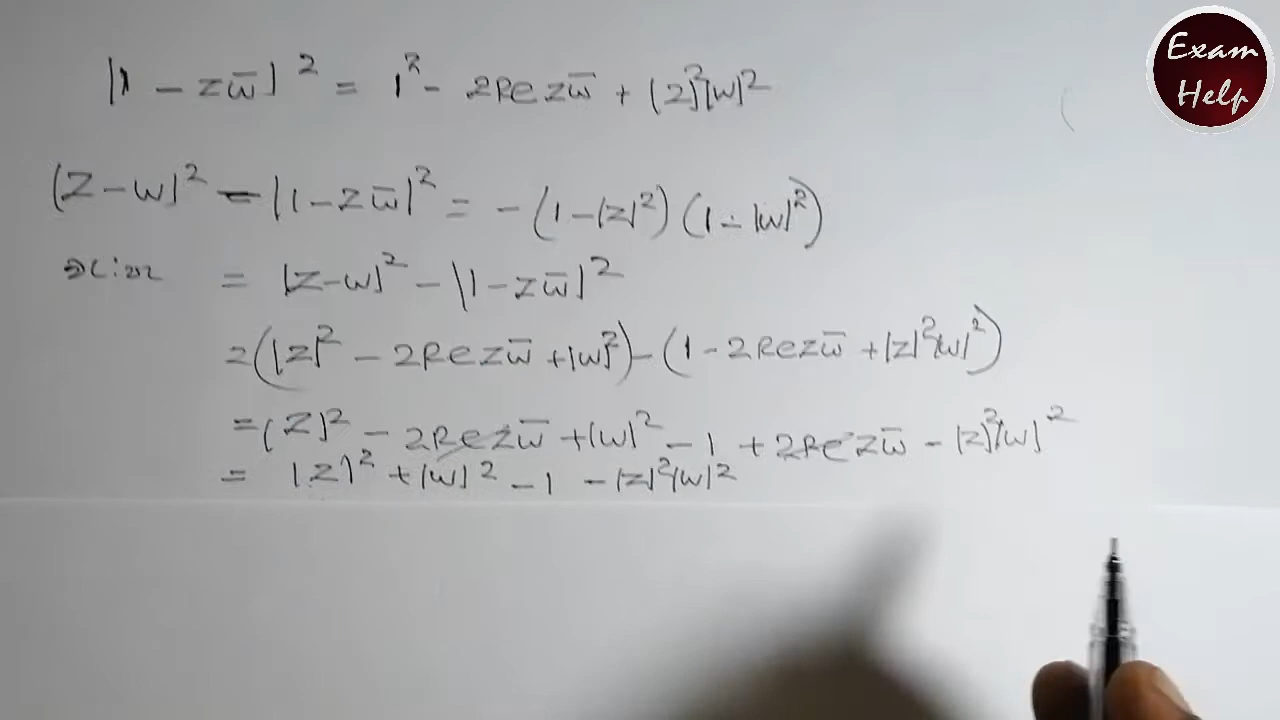 Exam
Help
|1 - zw̅|² = 1² - 2Re zw̅ + |z|²|w|²
|z-w|² - |1-zw̅|² = -(1-|z|²)(1-|w|²)
= |z-w|² - |1-zw̅|²
= (|z|² - 2Re zw̅ + |w|²) - (1 - 2Re zw̅ + |z|²|w|²)
= |z|² - 2Re zw̅ + |w|² - 1 + 2Re zw̅ - |z|²|w|²
= |z|² + |w|² - 1 - |z|²|w|²